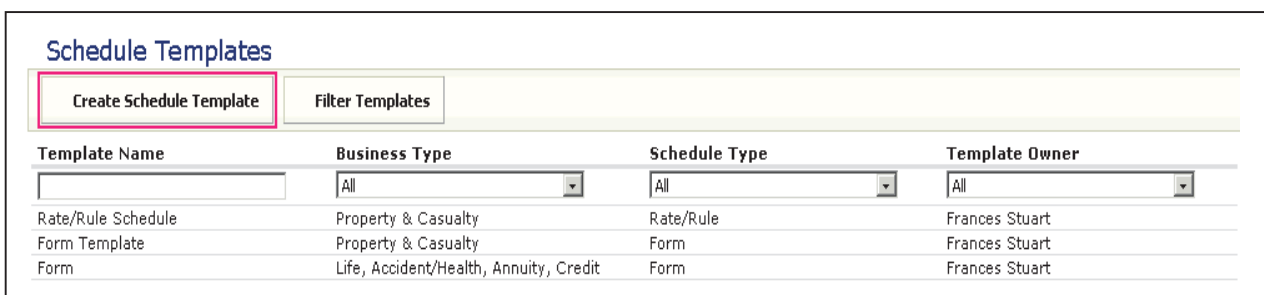 Schedule Templates
Create Schedule Template Filter Templates
Template Name Business Type Schedule Type Template Owner
All All All
Rate/Rule Schedule Property & Casualty Rate/Rule Frances Stuart
Form Template Property & Casualty Form Frances Stuart
Form Life, Accident/Health, Annuity, Credit Form Frances Stuart